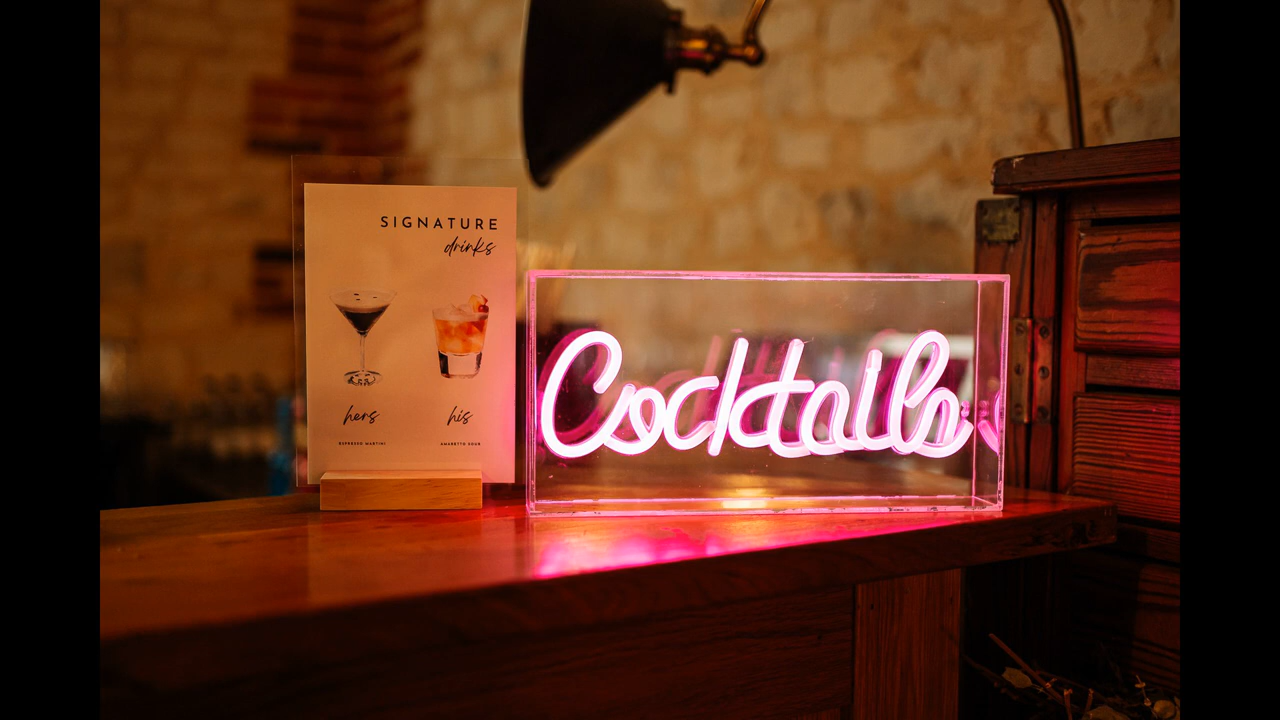 SIGNATURE
drinks
hers
his
ESPRESSO MARTINI
AMARETTO SOUR
Cocktails